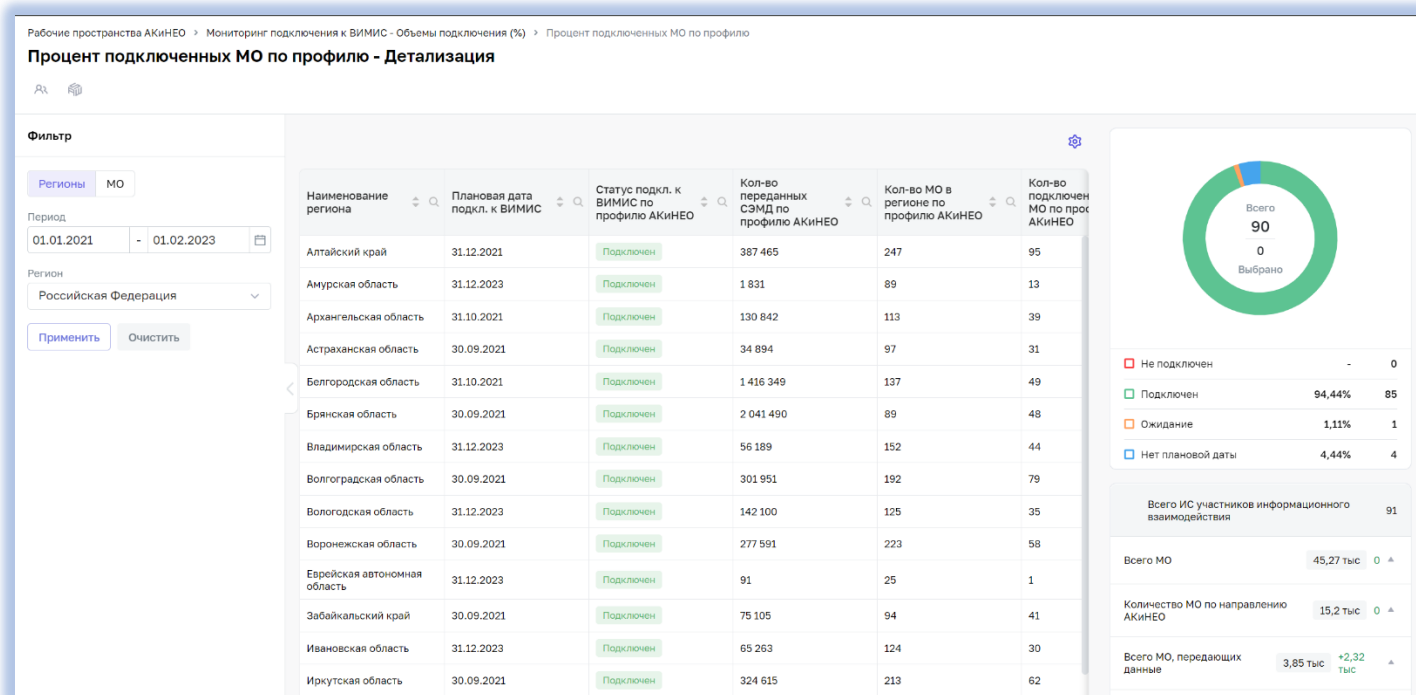 Рабочие пространства АКиНЕО > Мониторинг подключения к ВИМИС - Объемы подключения (%) > Процент подключенных МО по профилю
Процент подключенных МО по профилю - Детализация
Фильтр
Регионы МО
Период
01.01.2021 - 01.02.2023
Регион
Российская Федерация
Применить Очистить
Наименование
региона
Плановая дата
подкл. к ВИМИС
Статус подкл. к
ВИМИС по
профилю АКиНЕО
Кол-во
переданных
СЭМД по
профилю АКиНЕО
Кол-во МО в
регионе по
профилю АКиНЕО
Кол-во
подключен
МО по проф
АКиНЕО
Алтайский край 31.12.2021 Подключен 387 465 247 95
Амурская область 31.12.2023 Подключен 1 831 89 13
Архангельская область 31.10.2021 Подключен 130 842 113 39
Астраханская область 30.09.2021 Подключен 34 894 97 31
Белгородская область 31.10.2021 Подключен 1 416 349 137 49
Брянская область 30.09.2021 Подключен 2 041 490 89 48
Владимирская область 31.12.2023 Подключен 56 189 152 44
Волгоградская область 30.09.2021 Подключен 301 951 192 79
Вологодская область 31.12.2023 Подключен 142 100 125 35
Воронежская область 30.09.2021 Подключен 277 591 223 58
Еврейская автономная
область 31.12.2023 Подключен 91 25 1
Забайкальский край 30.09.2021 Подключен 75 105 94 41
Ивановская область 31.12.2023 Подключен 65 263 124 30
Иркутская область 30.09.2021 Подключен 324 615 213 62
Всего
90
0
Выбрано
Не подключен - 0
Подключен 94,44% 85
Ожидание 1,11% 1
Нет плановой даты 4,44% 4
Всего ИС участников информационного
взаимодействия 91
Всего МО 45,27 тыс 0
Количество МО по направлению
АКиНЕО 15,2 тыс 0
Всего МО, передающих
данные 3,85 тыс +2,32
тыс